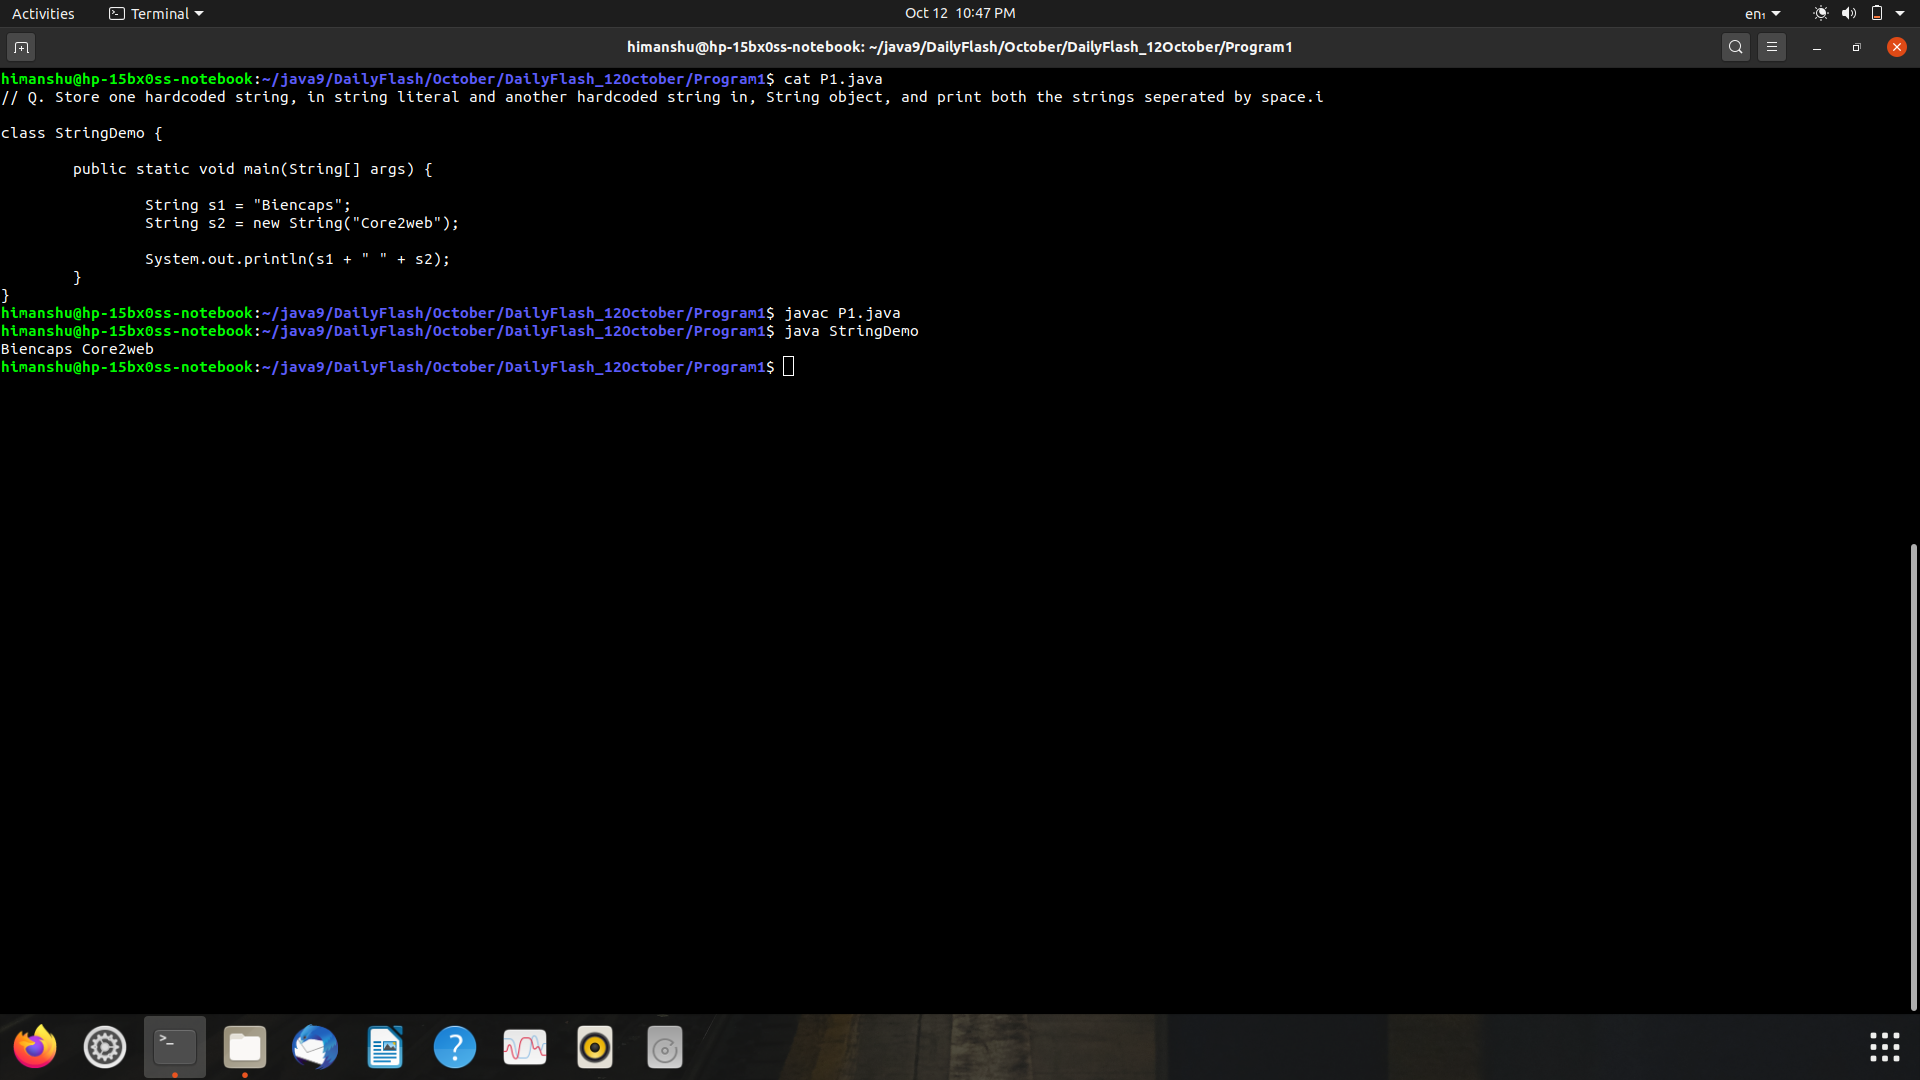 Activities Terminal Oct 12 10:47 PM en₁
himanshu@hp-15bx0ss-notebook: ~/java9/DailyFlash/October/DailyFlash_12October/Program1
himanshu@hp-15bx0ss-notebook:~/java9/DailyFlash/October/DailyFlash_12October/Program1$ cat P1.java
// Q. Store one hardcoded string, in string literal and another hardcoded string in, String object, and print both the strings seperated by space.i
class StringDemo {
public static void main(String[] args) {
String s1 = "Biencaps";
String s2 = new String("Core2web");
System.out.println(s1 + " " + s2);
}
}
himanshu@hp-15bx0ss-notebook:~/java9/DailyFlash/October/DailyFlash_12October/Program1$ javac P1.java
himanshu@hp-15bx0ss-notebook:~/java9/DailyFlash/October/DailyFlash_12October/Program1$ java StringDemo
Biencaps Core2web
himanshu@hp-15bx0ss-notebook:~/java9/DailyFlash/October/DailyFlash_12October/Program1$